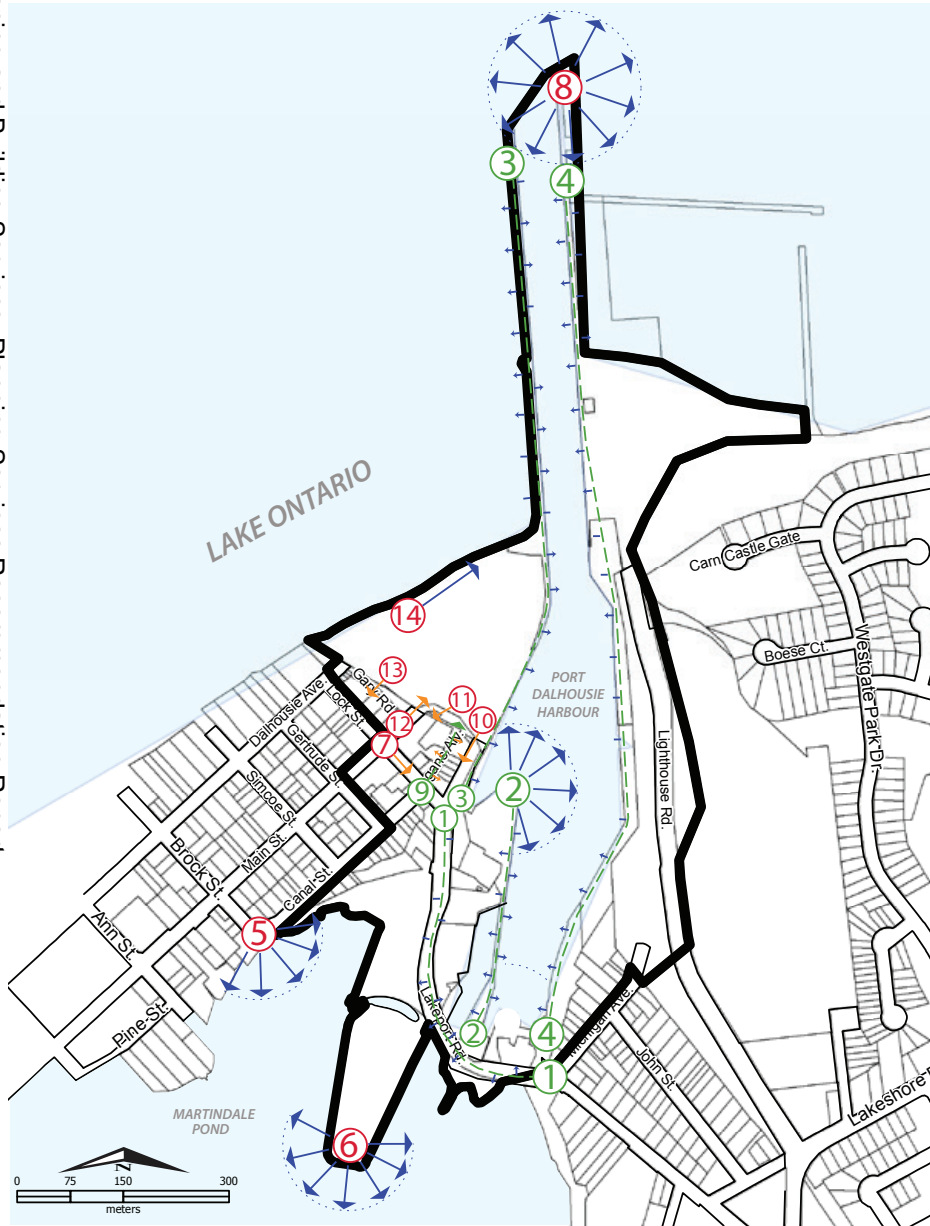 8
3
4
LAKE ONTARIO
Carn Castle Gate
14
Boese Ct.
Westgate Park Dr.
13
PORT
DALHOUSIE
HARBOUR
Gary Rd.
11
Lock St.
Dalhousie Ave.
12
10
7
Gertrude St.
Lighthouse Rd.
9
3
2
1
Simcoe St.
Main St.
Brock St.
Canal St.
5
Ann St.
Pine St.
Lakeport Rd.
2
4
Michigan Ave.
John St.
1
Lakeshore
MARTINDALE
POND
6
N
0 75 150 300
meters